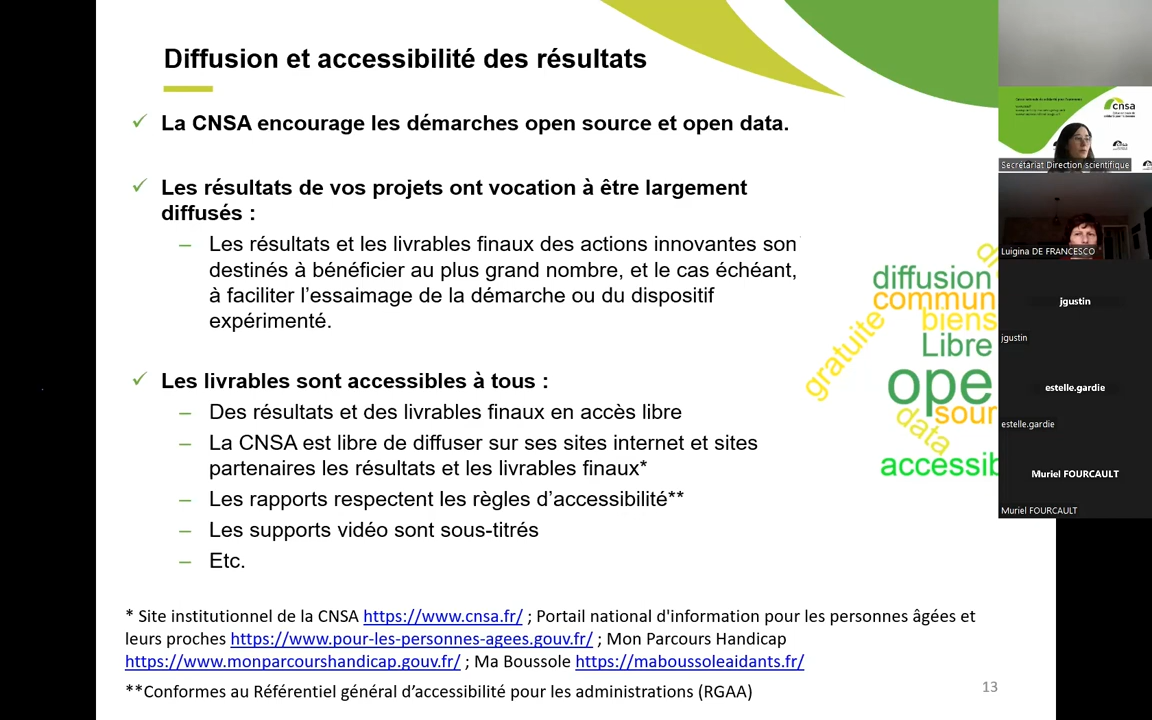 Diffusion et accessibilité des résultats
La CNSA encourage les démarches open source et open data.
Les résultats de vos projets ont vocation à être largement
diffusés :
– Les résultats et les livrables finaux des actions innovantes son
destinés à bénéficier au plus grand nombre, et le cas échéant,
à faciliter l’essaimage de la démarche ou du dispositif
expérimenté.
Les livrables sont accessibles à tous :
– Des résultats et des livrables finaux en accès libre
– La CNSA est libre de diffuser sur ses sites internet et sites
partenaires les résultats et les livrables finaux*
– Les rapports respectent les règles d’accessibilité**
– Les supports vidéo sont sous-titrés
– Etc.
* Site institutionnel de la CNSA https://www.cnsa.fr/ ; Portail national d'information pour les personnes âgées et
leurs proches https://www.pour-les-personnes-agees.gouv.fr/ ; Mon Parcours Handicap
https://www.monparcourshandicap.gouv.fr/ ; Ma Boussole https://maboussoleaidants.fr/
**Conformes au Référentiel général d’accessibilité pour les administrations (RGAA)
13
diffusion
commun
biens
gratuite
Libre
ope
sour
data
accessib
cnsa
Secrétariat Direction scientifique
Luigina DE FRANCESCO
jgustin
jgustin
estelle.gardie
estelle.gardie
Muriel FOURCAULT
Muriel FOURCAULT